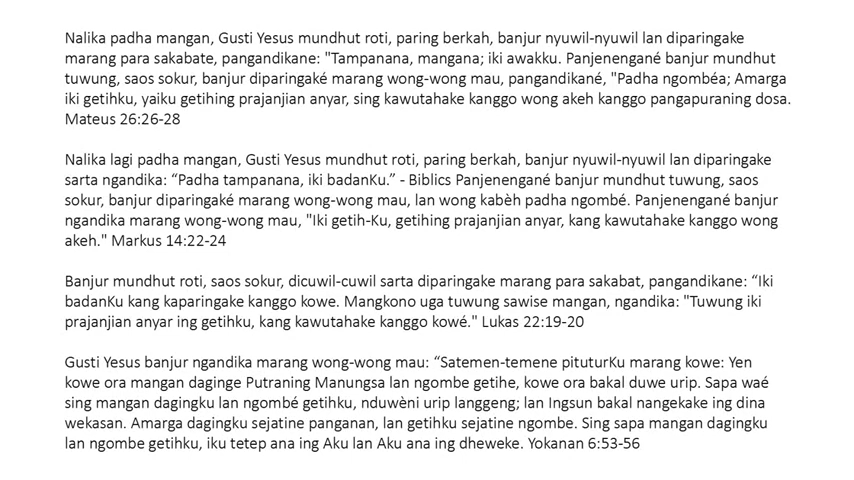 Nalika padha mangan, Gusti Yesus mundhut roti, paring berkah, banjur nyuwil-nyuwil lan diparingake
marang para sakabate, pangandikane: "Tampanana, mangana; iki awakku. Panjenengané banjur mundhut
tuwung, saos sokur, banjur diparingaké marang wong-wong mau, pangandikané, "Padha ngombéa; Amarga
iki getihku, yaiku getihing prajanjian anyar, sing kawutahake kanggo wong akeh kanggo pangapuraning dosa.
Mateus 26:26-28
Nalika lagi padha mangan, Gusti Yesus mundhut roti, paring berkah, banjur nyuwil-nyuwil lan diparingake
sarta ngandika: “Padha tampanana, iki badanKu.” - Biblics Panjenengané banjur mundhut tuwung, saos
sokur, banjur diparingaké marang wong-wong mau, lan wong kabèh padha ngombé. Panjenengané banjur
ngandika marang wong-wong mau, "Iki getih-Ku, getihing prajanjian anyar, kang kawutahake kanggo wong
akeh." Markus 14:22-24
Banjur mundhut roti, saos sokur, dicuwil-cuwil sarta diparingake marang para sakabat, pangandikane: “Iki
badanKu kang kaparingake kanggo kowe. Mangkono uga tuwung sawise mangan, ngandika: "Tuwung iki
prajanjian anyar ing getihku, kang kawutahake kanggo kowé." Lukas 22:19-20
Gusti Yesus banjur ngandika marang wong-wong mau: “Satemen-temene pituturKu marang kowe: Yen
kowe ora mangan daginge Putraning Manungsa lan ngombe getihe, kowe ora bakal duwe urip. Sapa waé
sing mangan dagingku lan ngombé getihku, nduwèni urip langgeng; lan Ingsun bakal nangekake ing dina
wekasan. Amarga dagingku sejatine panganan, lan getihku sejatine ngombe. Sing sapa mangan dagingku
lan ngombe getihku, iku tetep ana ing Aku lan Aku ana ing dheweke. Yokanan 6:53-56